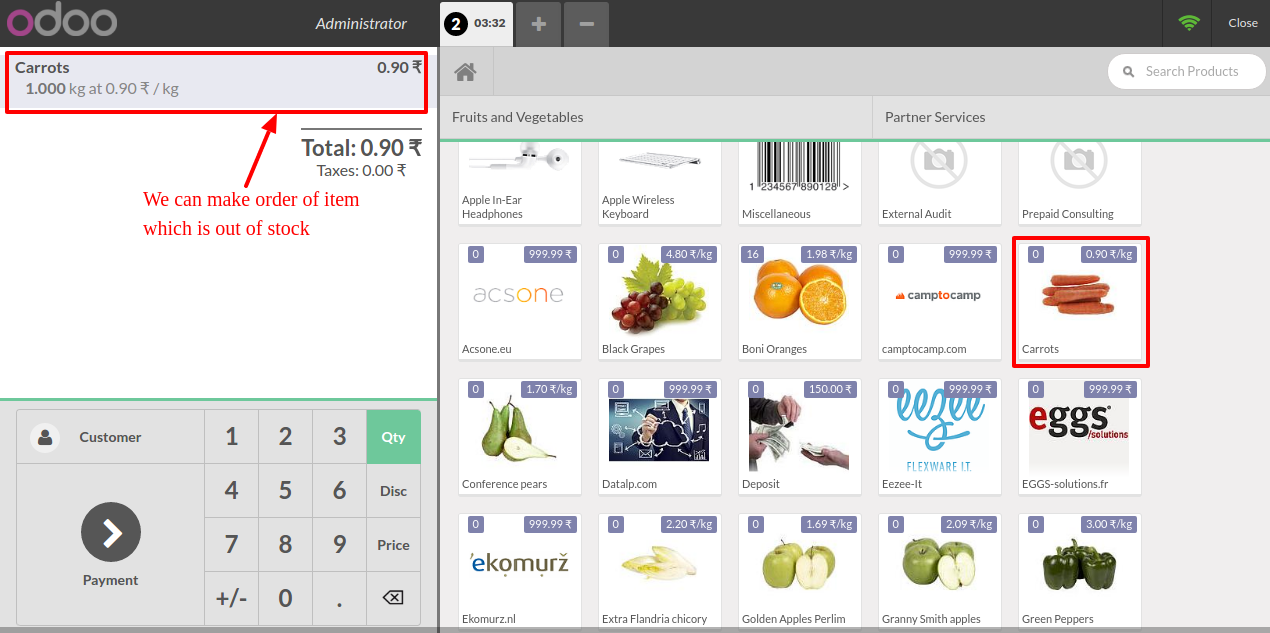 odoo
Administrator
2 03:32 + −
Close
Carrots 0.90 ₹
1.000 kg at 0.90 ₹ / kg
Total: 0.90 ₹
Taxes: 0.00 ₹
We can make order of item
which is out of stock
Search Products
Fruits and Vegetables
Partner Services
Apple In-Ear
Headphones
Apple Wireless
Keyboard
1 234567 890128 >
Miscellaneous
External Audit
Prepaid Consulting
0 999.99 ₹
acsone
Acsone.eu
0 4.80 ₹/kg
Black Grapes
16 1.98 ₹/kg
Boni Oranges
0 999.99 ₹
camptocamp
camptocamp.com
0 0.90 ₹/kg
Carrots
0 1.70 ₹/kg
Conference pears
0 999.99 ₹
Datalp.com
0 150.00 ₹
Deposit
0 999.99 ₹
eezee
FLEXWARE I.T.
Eezee-It
0 999.99 ₹
eggs
/solutions
EGGS-solutions.fr
0 999.99 ₹
'ekomurž
Ekomurz.nl
0 2.20 ₹/kg
Extra Flandria chicory
0 1.69 ₹/kg
Golden Apples Perlim
0 2.09 ₹/kg
Granny Smith apples
0 3.00 ₹/kg
Green Peppers
Customer
Payment
1 2 3 Qty
4 5 6 Disc
7 8 9 Price
+/- 0 .